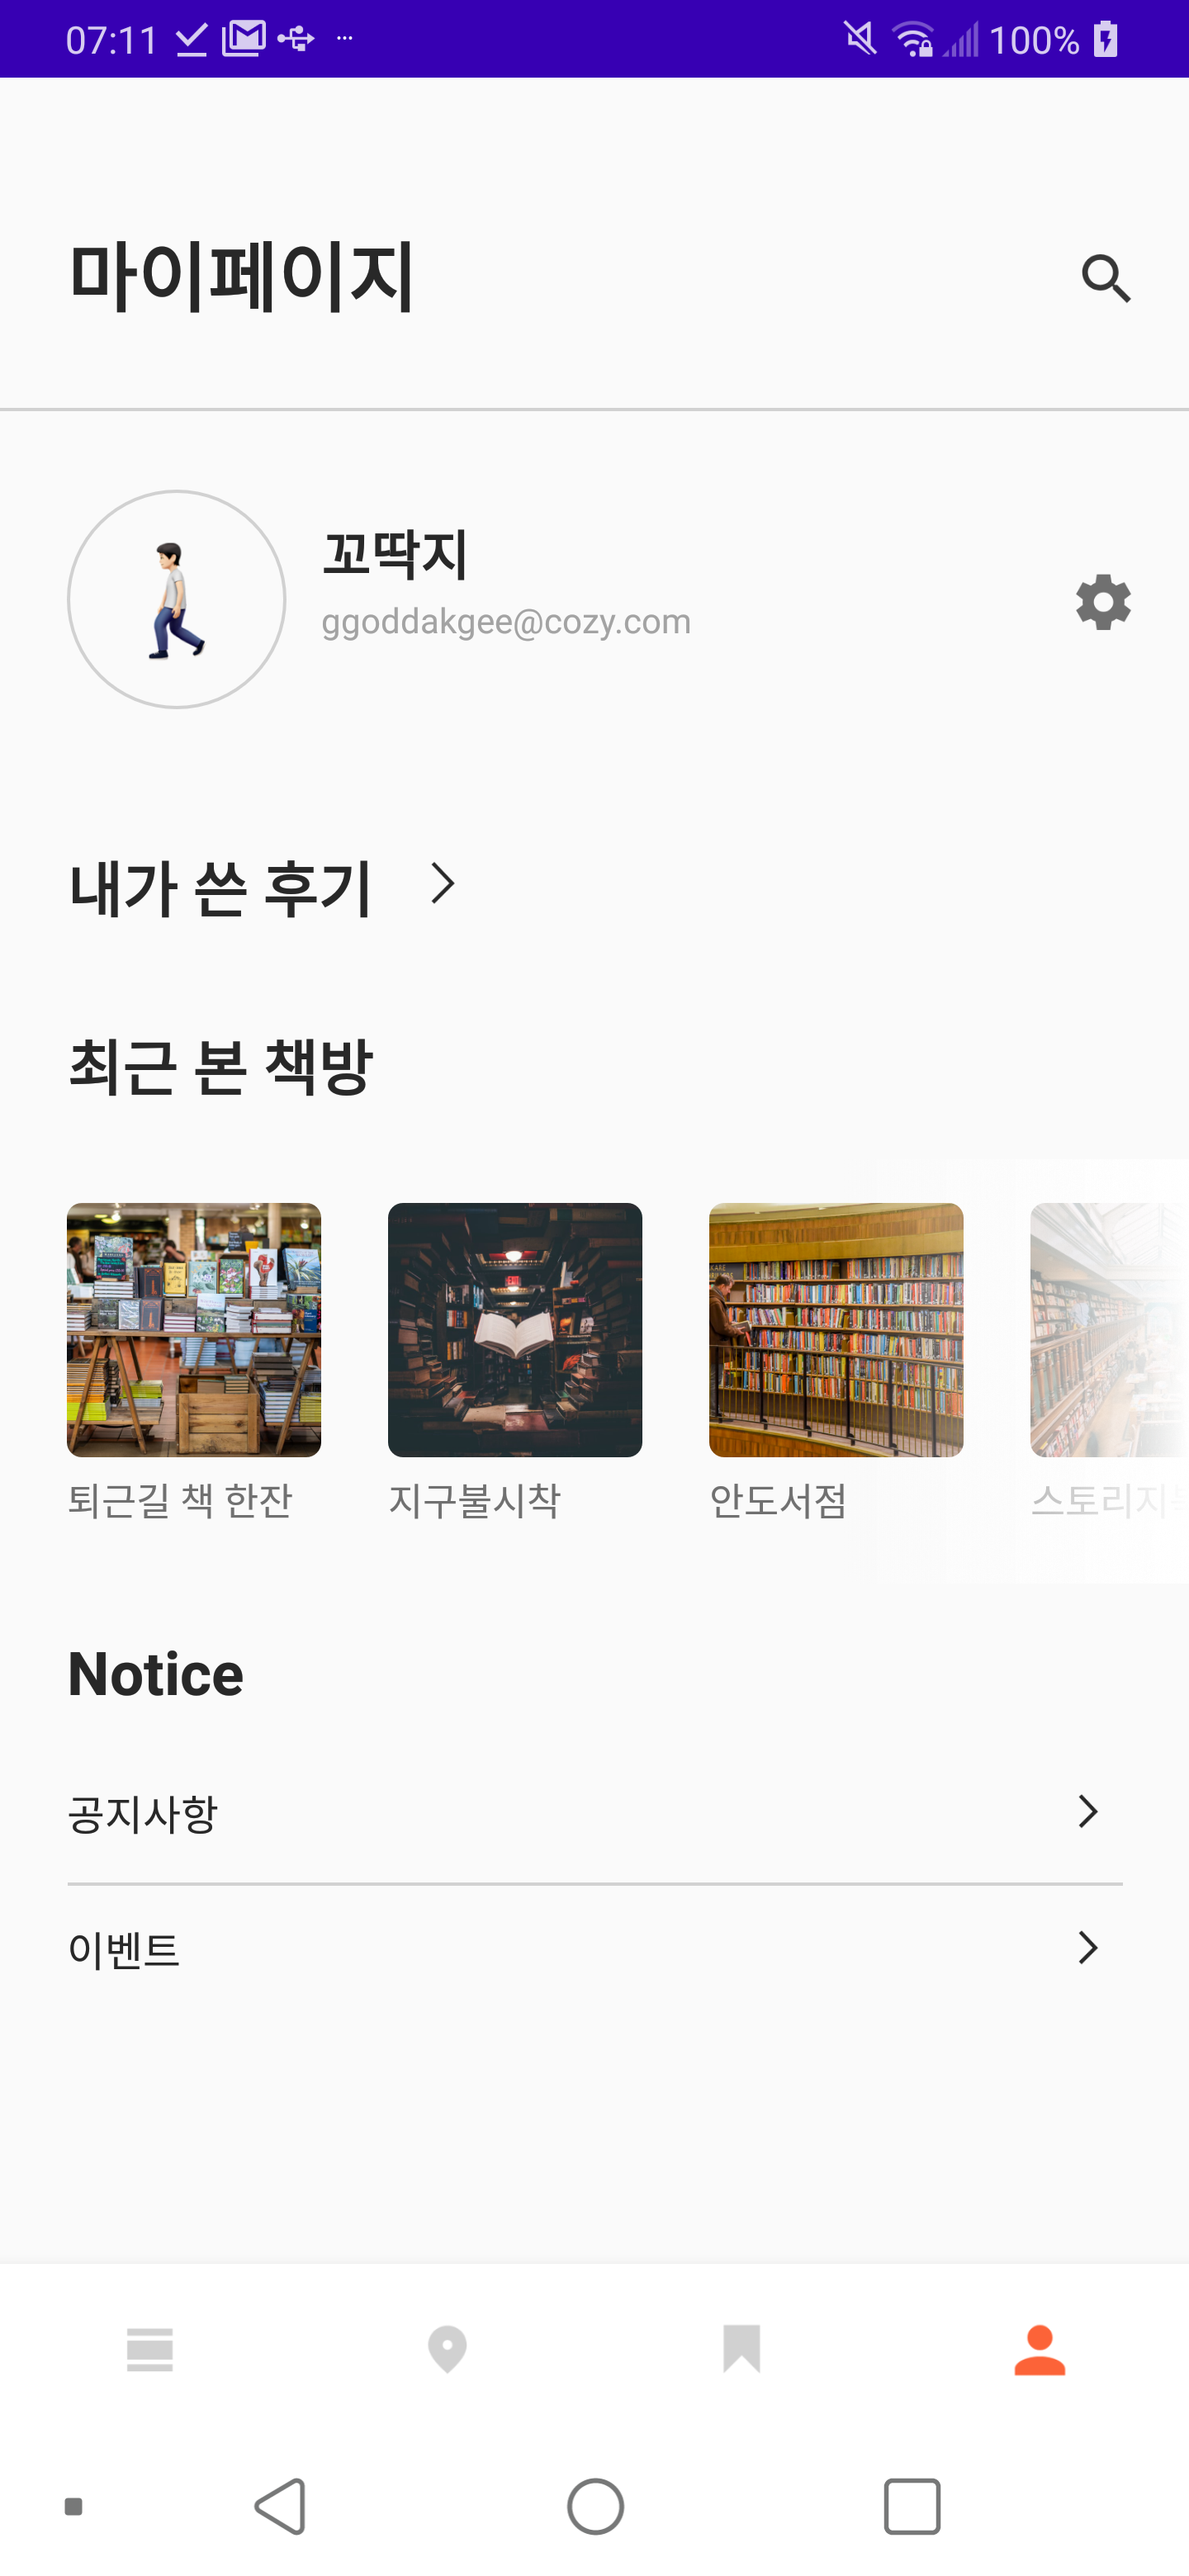 07:11 100%
마이페이지
꼬딱지
ggoddakgee@cozy.com
내가 쓴 후기
최근 본 책방
퇴근길 책 한잔
지구불시착
안도서점
스토리지
Notice
공지사항
이벤트